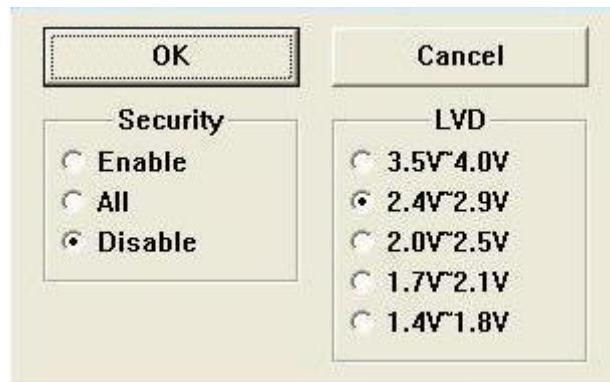 OK
Cancel
Security
Enable
All
Disable
LVD
3.5V~4.0V
2.4V~2.9V
2.0V~2.5V
1.7V~2.1V
1.4V~1.8V